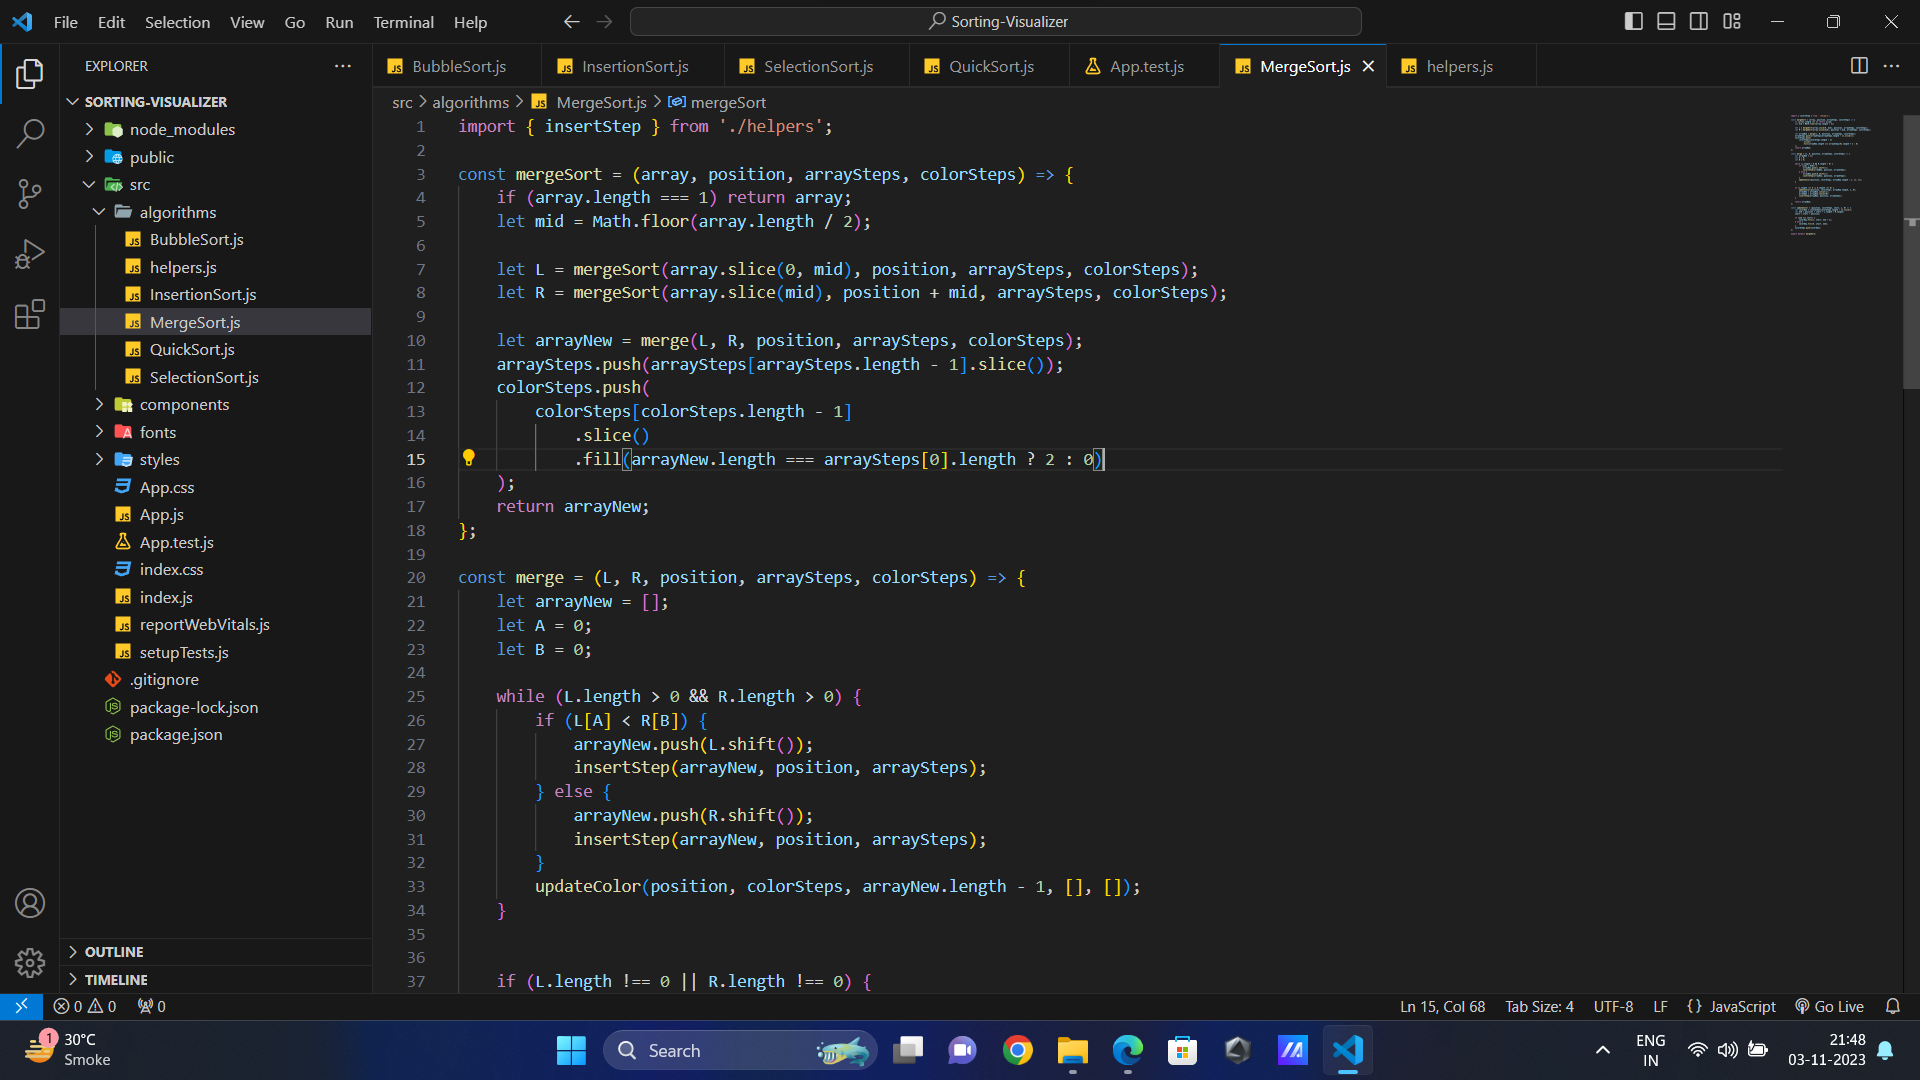 File Edit Selection View Go Run Terminal Help
Sorting-Visualizer
EXPLORER
SORTING-VISUALIZER
node_modules
public
src
algorithms
BubbleSort.js
helpers.js
InsertionSort.js
MergeSort.js
QuickSort.js
SelectionSort.js
components
fonts
styles
App.css
App.js
App.test.js
index.css
index.js
reportWebVitals.js
setupTests.js
.gitignore
package-lock.json
package.json
OUTLINE
TIMELINE
BubbleSort.js InsertionSort.js SelectionSort.js QuickSort.js App.test.js MergeSort.js helpers.js
src > algorithms > MergeSort.js > mergeSort
1 import { insertStep } from './helpers';
2
3 const mergeSort = (array, position, arraySteps, colorSteps) => {
4 if (array.length === 1) return array;
5 let mid = Math.floor(array.length / 2);
6
7 let L = mergeSort(array.slice(0, mid), position, arraySteps, colorSteps);
8 let R = mergeSort(array.slice(mid), position + mid, arraySteps, colorSteps);
9
10 let arrayNew = merge(L, R, position, arraySteps, colorSteps);
11 arraySteps.push(arraySteps[arraySteps.length - 1].slice());
12 colorSteps.push(
13 colorSteps[colorSteps.length - 1]
14 .slice()
15 .fill(arrayNew.length === arraySteps[0].length ? 2 : 0)
16 );
17 return arrayNew;
18 };
19
20 const merge = (L, R, position, arraySteps, colorSteps) => {
21 let arrayNew = [];
22 let A = 0;
23 let B = 0;
24
25 while (L.length > 0 && R.length > 0) {
26 if (L[A] < R[B]) {
27 arrayNew.push(L.shift());
28 insertStep(arrayNew, position, arraySteps);
29 } else {
30 arrayNew.push(R.shift());
31 insertStep(arrayNew, position, arraySteps);
32 }
33 updateColor(position, colorSteps, arrayNew.length - 1, [], []);
34 }
35
36
37 if (L.length !== 0 || R.length !== 0) {
0 0 0
Ln 15, Col 68 Tab Size: 4 UTF-8 LF {} JavaScript Go Live
1
30°C
Smoke
Search
ENG
IN
21:48
03-11-2023